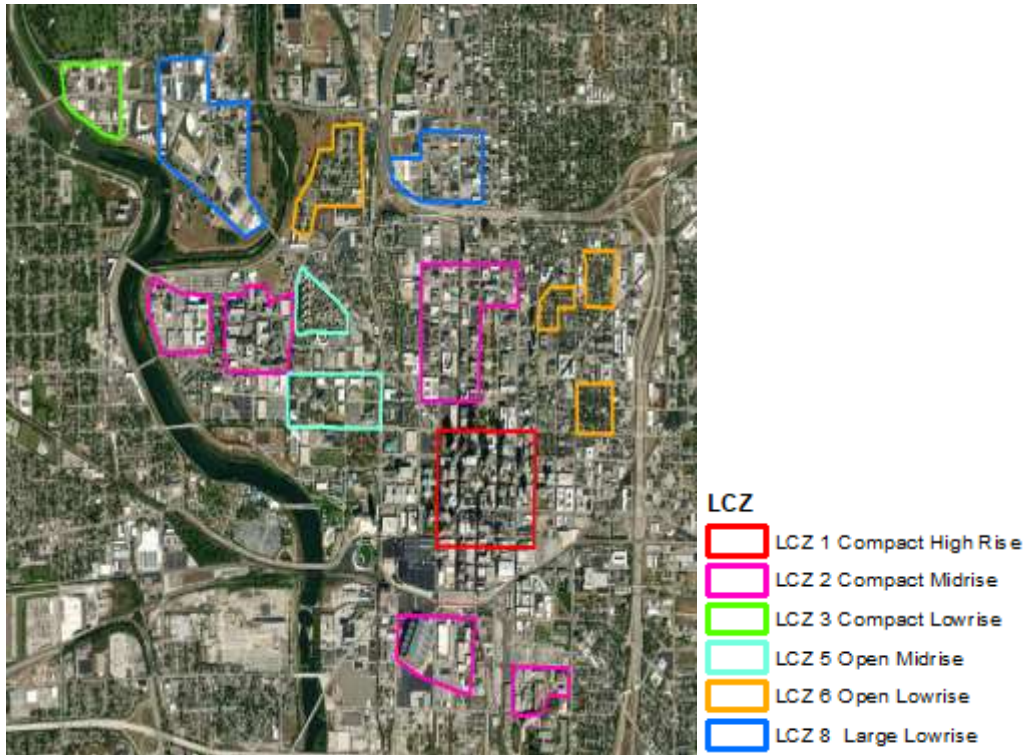 LCZ
LCZ 1 Compact High Rise
LCZ 2 Compact Midrise
LCZ 3 Compact Lowrise
LCZ 5 Open Midrise
LCZ 6 Open Lowrise
LCZ 8 Large Lowrise